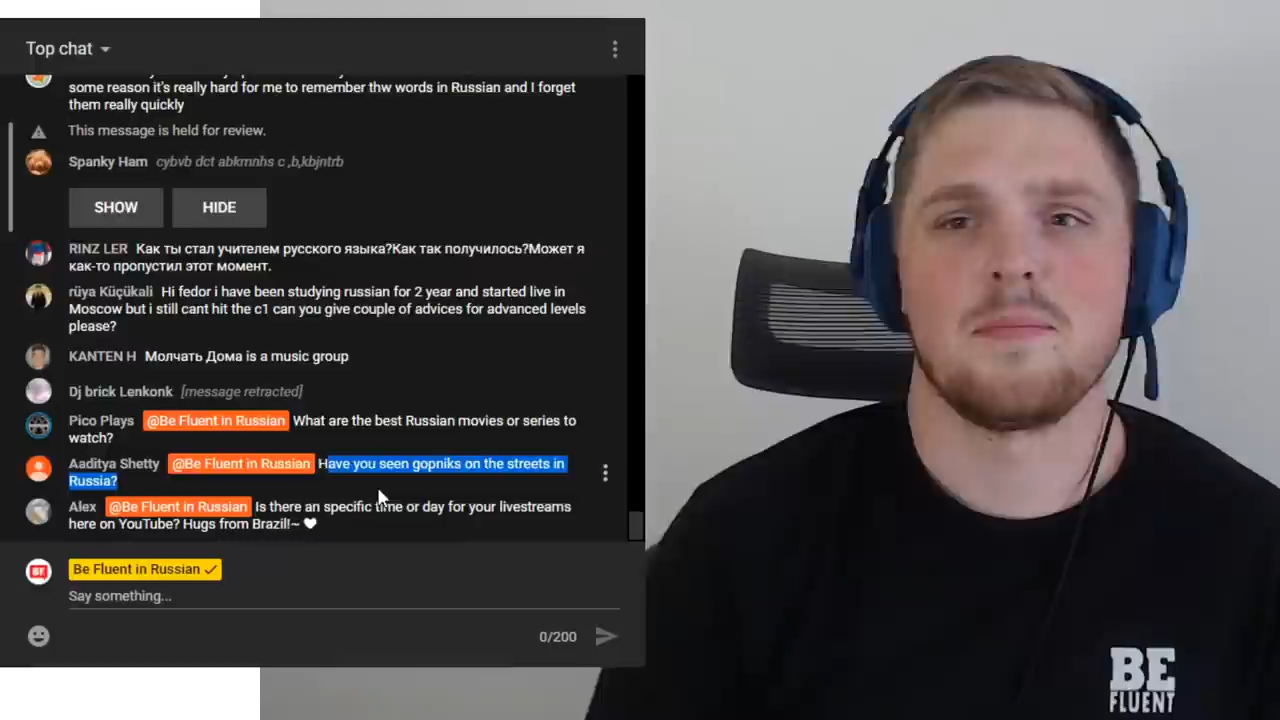 Top chat
some reason it's really hard for me to remember thw words in Russian and I forget
them really quickly
This message is held for review.
Spanky Ham cybvb dct abkmnhs c ,b,kbjntrb
SHOW HIDE
RINZ LER Как ты стал учителем русского языка?Как так получилось?Может я
как-то пропустил этот момент.
rüya Küçükali Hi fedor i have been studying russian for 2 year and started live in
Moscow but i still cant hit the c1 can you give couple of advices for advanced levels
please?
KANTEN H Молчать Дома is a music group
Dj brick Lenkonk [message retracted]
Pico Plays @Be Fluent in Russian What are the best Russian movies or series to
watch?
Aaditya Shetty @Be Fluent in Russian Have you seen gopniks on the streets in
Russia?
Alex @Be Fluent in Russian Is there an specific time or day for your livestreams
here on YouTube? Hugs from Brazil!~ ♥
BE
Be Fluent in Russian ✓
Say something...
0/200
BE
FLUENT